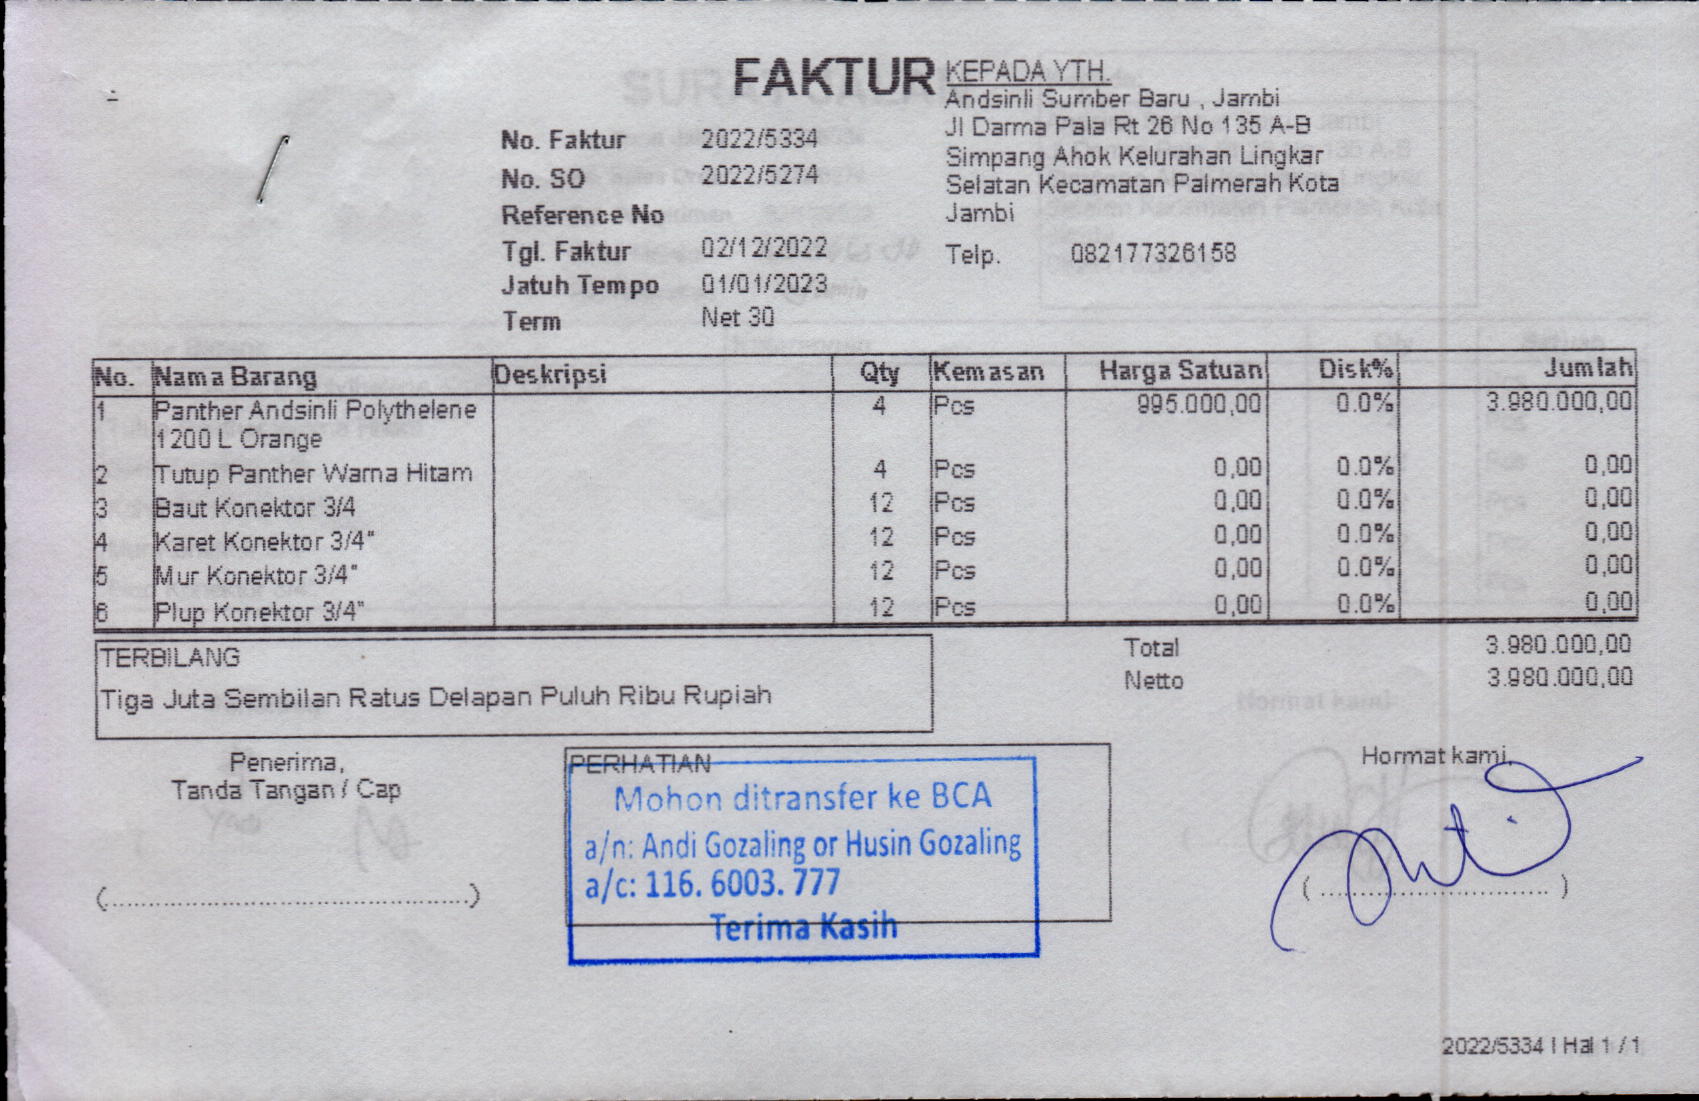 FAKTUR
KEPADA YTH.
Andsinli Sumber Baru , Jambi
Jl Darma Pala Rt 26 No 135 A-B
Simpang Ahok Kelurahan Lingkar
Selatan Kecamatan Palmerah Kota
Jambi
Telp. 082177326158
No. Faktur 2022/5334
No. SO 2022/5274
Reference No
Tgl. Faktur 02/12/2022
Jatuh Tempo 01/01/2023
Term Net 30
No. Nama Barang Deskripsi Qty Kemasan Harga Satuan Disk% Jumlah
1 Panther Andsinli Polythelene 4 Pcs 995.000,00 0.0% 3.980.000,00
1200 L Orange
2 Tutup Panther Warna Hitam 4 Pcs 0,00 0.0% 0,00
3 Baut Konektor 3/4 12 Pcs 0,00 0.0% 0,00
4 Karet Konektor 3/4" 12 Pcs 0,00 0.0% 0,00
5 Mur Konektor 3/4" 12 Pcs 0,00 0.0% 0,00
6 Plup Konektor 3/4" 12 Pcs 0,00 0.0% 0,00
Total 3.980.000,00
Netto 3.980.000,00
TERBILANG
Tiga Juta Sembilan Ratus Delapan Puluh Ribu Rupiah
Penerima,
Tanda Tangan / Cap
(..............................................)
PERHATIAN
Mohon ditransfer ke BCA
a/n: Andi Gozaling or Husin Gozaling
a/c: 116. 6003. 777
Terima Kasih
Hormat kami,
( ............................. )
2022/5334 | Hal 1 / 1